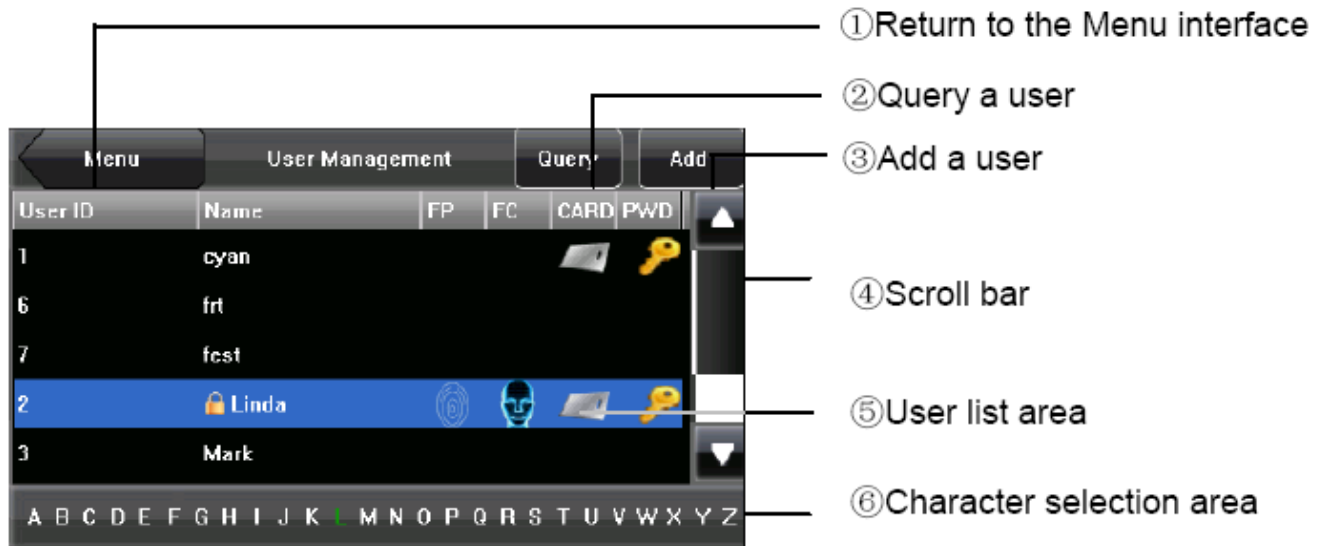 ①Return to the Menu interface
②Query a user
③Add a user
Menu User Management Query Add
User ID Name FP FC CARD PWD
1 cyan
6 frt
④Scroll bar
7 fcst
2 Linda
⑤User list area
3 Mark
⑥Character selection area
A B C D E F G H I J K L M N O P Q R S T U V W X Y Z